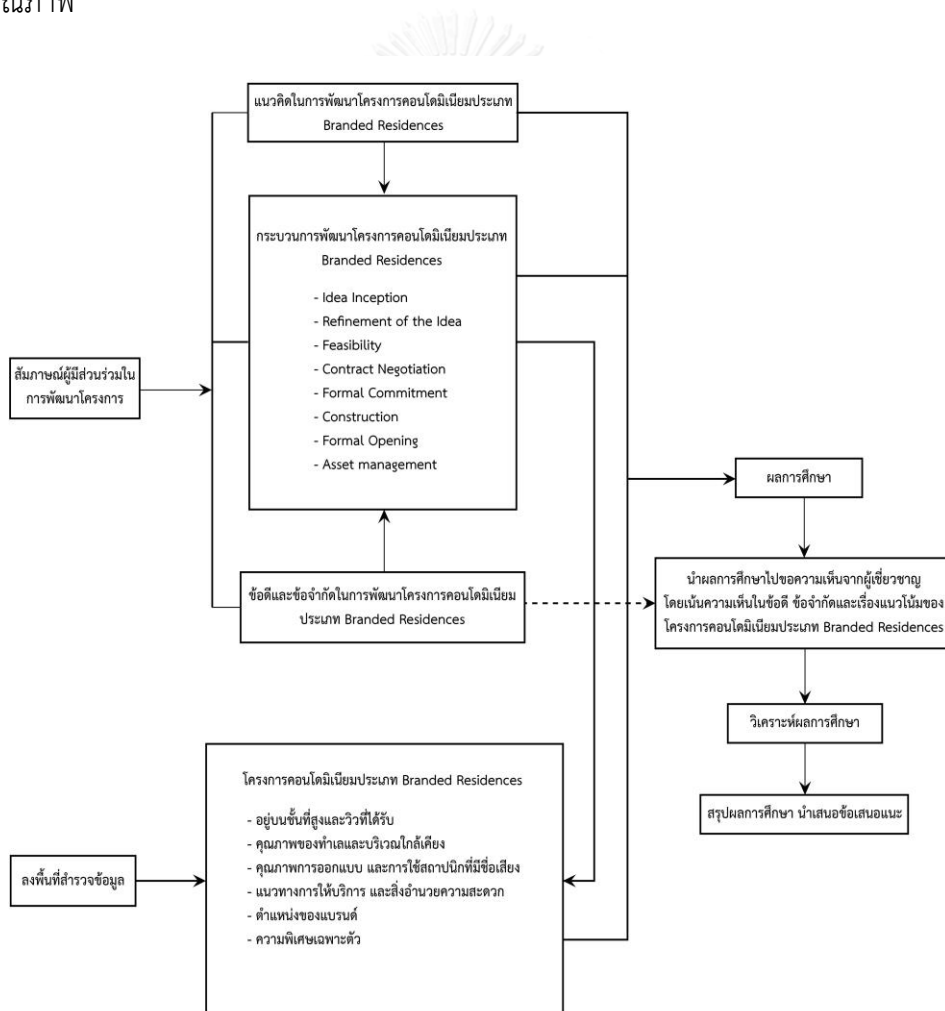 แนวคิดในการพัฒนาโครงการคอนโดมิเนียมประเภท
Branded Residences
กระบวนการพัฒนาโครงการคอนโดมิเนียมประเภท
Branded Residences
- Idea Inception
- Refinement of the Idea
- Feasibility
- Contract Negotiation
- Formal Commitment
- Construction
- Formal Opening
- Asset management
สัมภาษณ์ผู้มีส่วนร่วมใน
การพัฒนาโครงการ
ข้อดีและข้อจำกัดในการพัฒนาโครงการคอนโดมิเนียม
ประเภท Branded Residences
ผลการศึกษา
นำผลการศึกษาไปขอความเห็นจากผู้เชี่ยวชาญ
โดยเน้นความเห็นในข้อดี ข้อจำกัดและเรื่องแนวโน้มของ
โครงการคอนโดมิเนียมประเภท Branded Residences
วิเคราะห์ผลการศึกษา
สรุปผลการศึกษา นำเสนอข้อเสนอแนะ
โครงการคอนโดมิเนียมประเภท Branded Residences
- อยู่บนชั้นที่สูงและวิวที่ได้รับ
- คุณภาพของทำเลและบริเวณใกล้เคียง
- คุณภาพการออกแบบ และการใช้สถาปนิกที่มีชื่อเสียง
- แนวทางการให้บริการ และสิ่งอำนวยความสะดวก
- ตำแหน่งของแบรนด์
- ความพิเศษเฉพาะตัว
ลงพื้นที่สำรวจข้อมูล